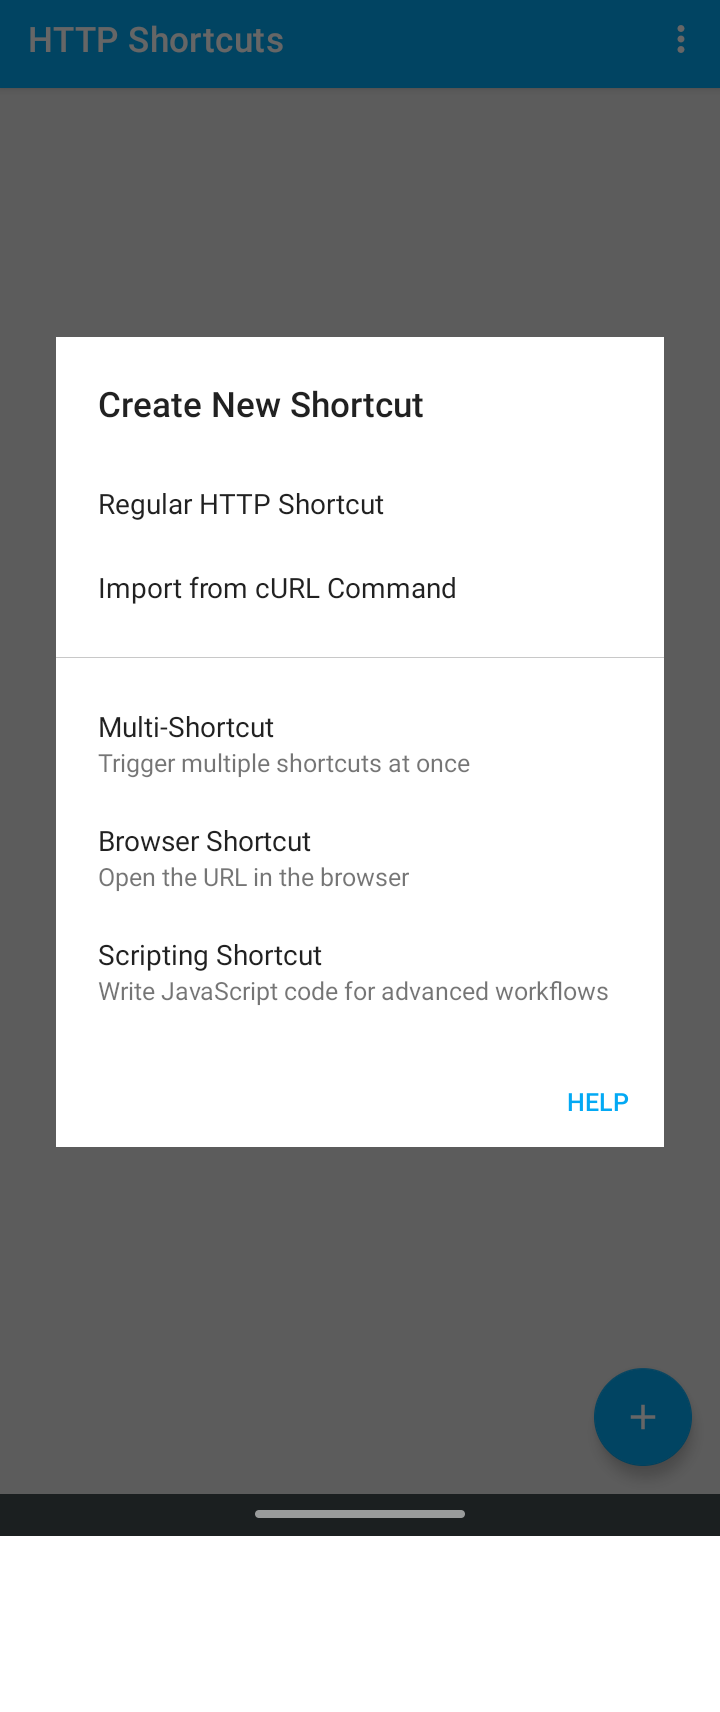 HTTP Shortcuts
Create New Shortcut
Regular HTTP Shortcut
Import from cURL Command
Multi-Shortcut
Trigger multiple shortcuts at once
Browser Shortcut
Open the URL in the browser
Scripting Shortcut
Write JavaScript code for advanced workflows
HELP